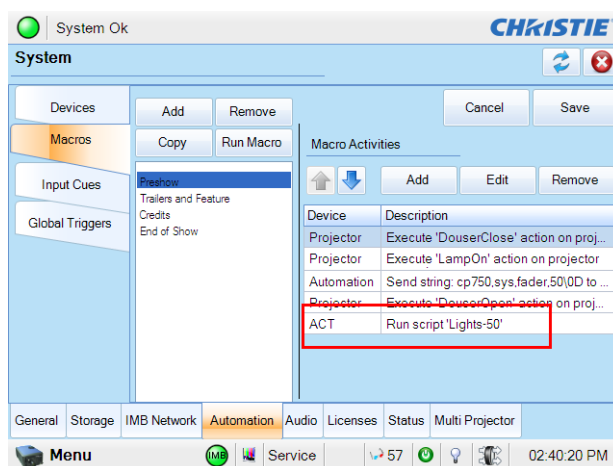 System Ok
CHRISTIE
System
Devices
Add
Remove
Cancel
Save
Macros
Copy
Run Macro
Macro Activities
Input Cues
Preshow
Add
Edit
Remove
Trailers and Feature
Global Triggers
Credits
End of Show
Device
Description
Projector
Execute 'DouserClose' action on proj...
Projector
Execute 'LampOn' action on projector
Automation
Send string: cp750,sys,fader,50\0D to ...
Projector
Execute 'DouserOpen' action on proj...
ACT
Run script 'Lights-50'
General
Storage
IMB Network
Automation
Audio
Licenses
Status
Multi Projector
Menu
IMB
Service
57
02:40:20 PM